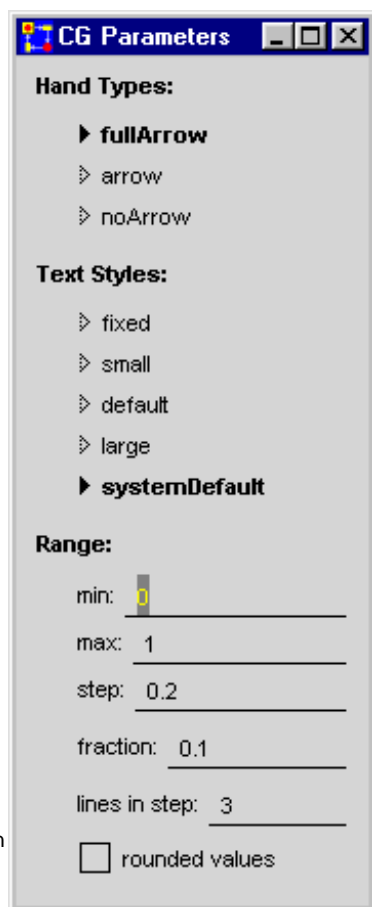 CG Parameters
Hand Types:
fullArrow
arrow
noArrow
Text Styles:
fixed
small
default
large
systemDefault
Range:
min: 0
max: 1
step: 0.2
fraction: 0.1
lines in step: 3
rounded values